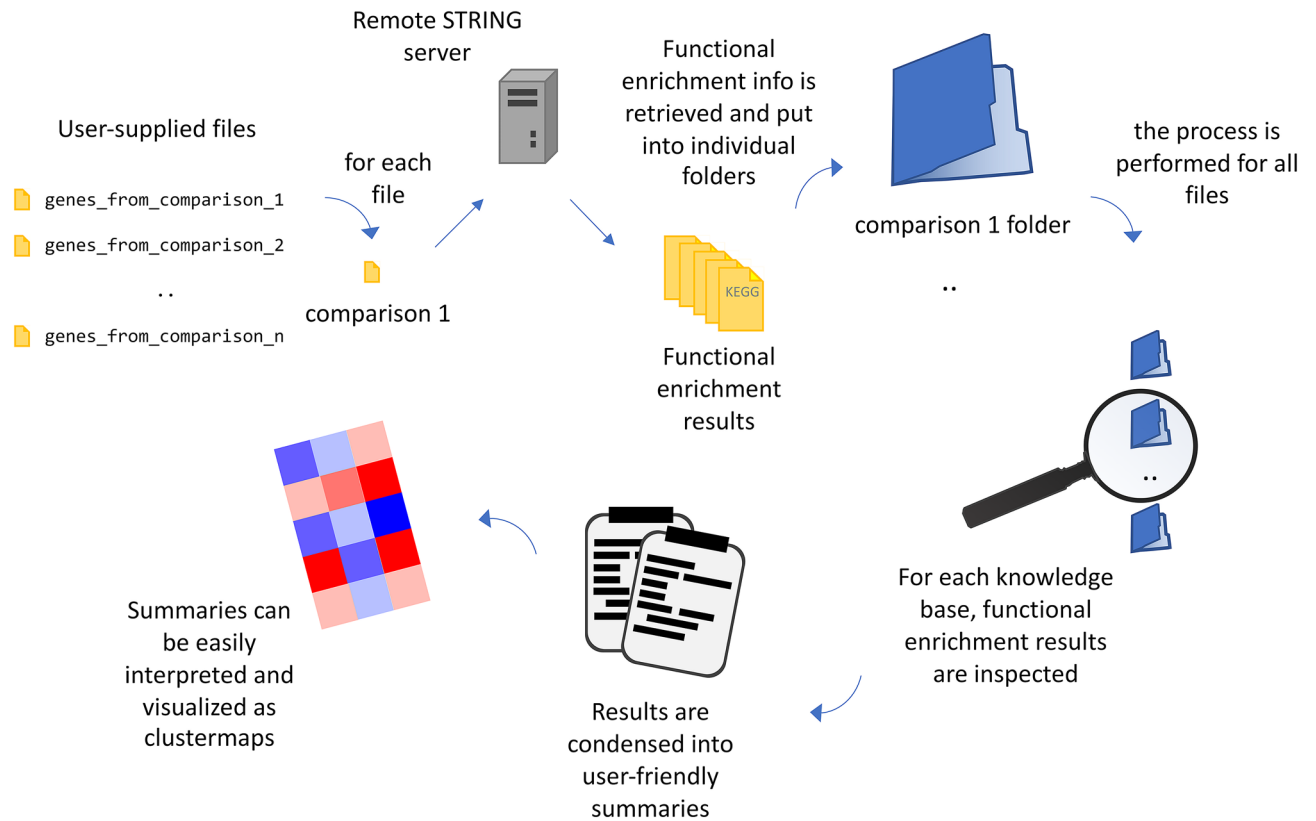 Remote STRING
server
User-supplied files
genes_from_comparison_1
genes_from_comparison_2
..
genes_from_comparison_n
for each
file
comparison 1
Functional
enrichment info is
retrieved and put
into individual
folders
KEGG
Functional
enrichment
results
comparison 1 folder
..
the process is
performed for all
files
..
For each knowledge
base, functional
enrichment results
are inspected
Results are
condensed into
user-friendly
summaries
Summaries can
be easily
interpreted and
visualized as
clustermaps